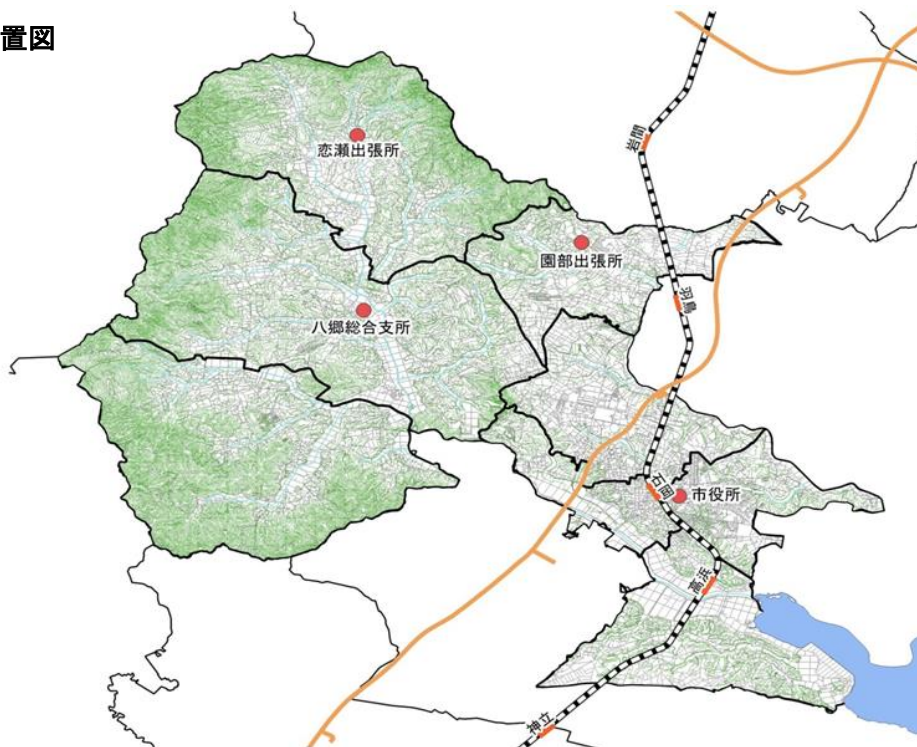 置図
岩間
恋瀬出張所
園部出張所
羽鳥
八郷総合支所
石岡
市役所
高浜
神立